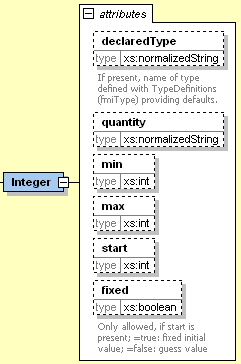 attributes
declaredType
type xs:normalizedString
If present, name of type
defined with TypeDefinitions
(fmiType) providing defaults.
quantity
type xs:normalizedString
Integer
min
type xs:int
max
type xs:int
start
type xs:int
fixed
type xs:boolean
Only allowed, if start is
present; =true: fixed initial
value; =false: guess value